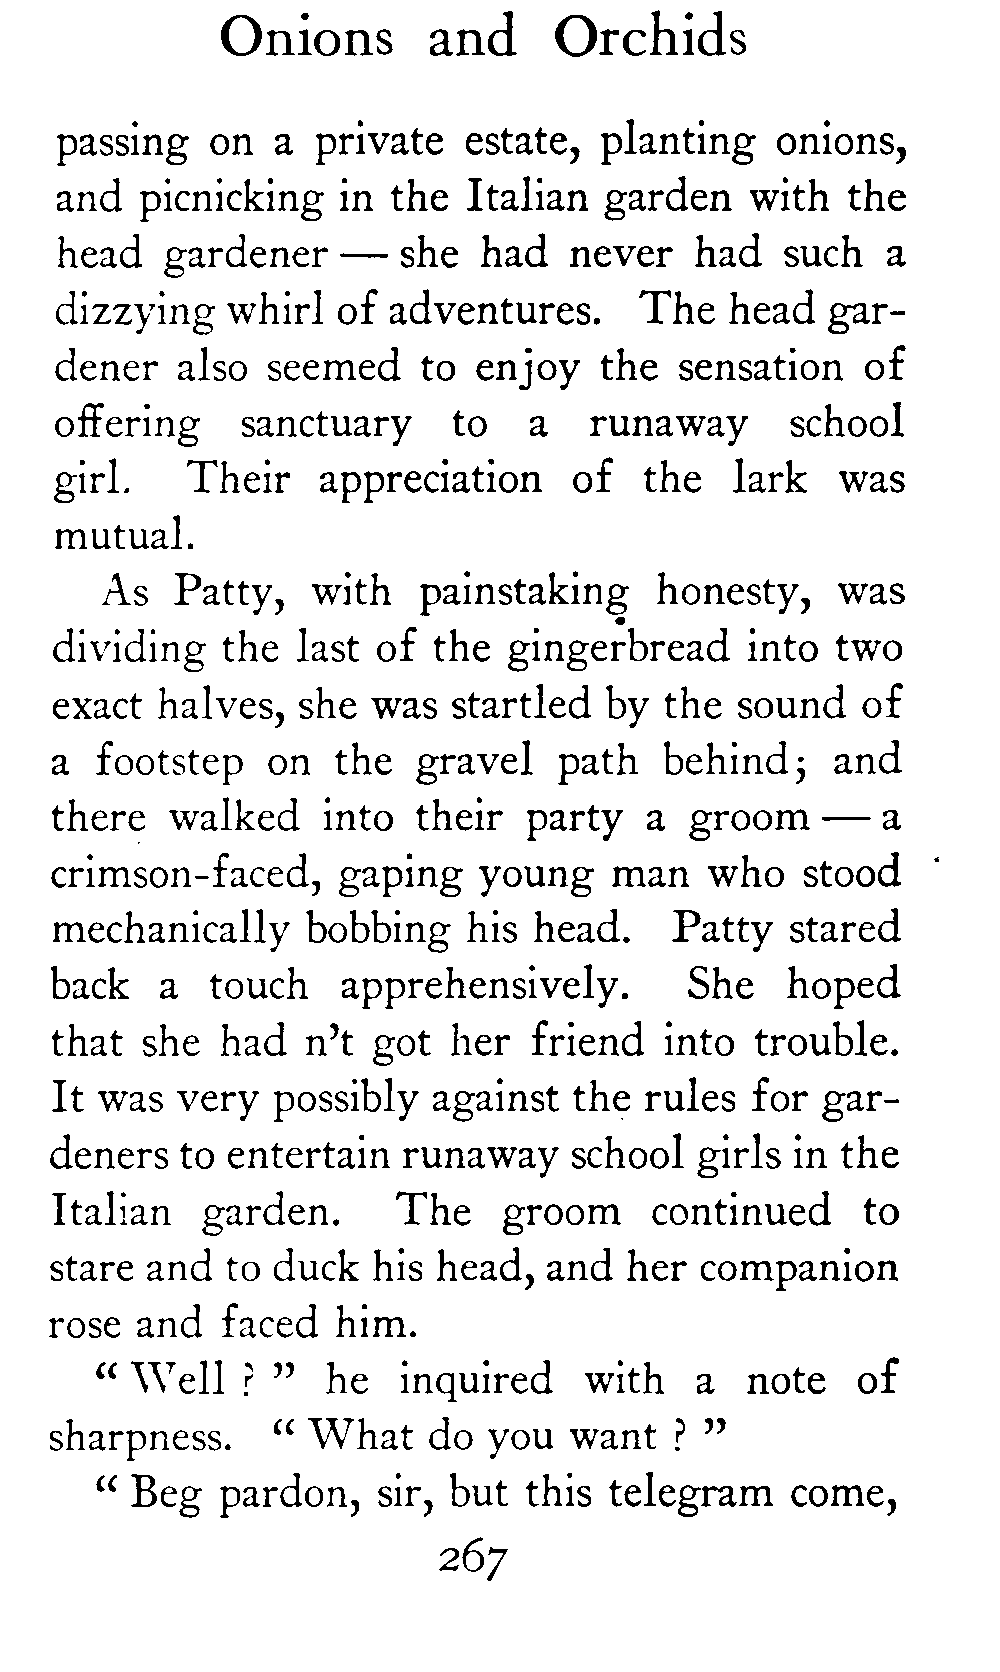 Onions and Orchids
passing on a private estate, planting onions,
and picnicking in the Italian garden with the
head gardener — she had never had such a
dizzying whirl of adventures. The head gar-
dener also seemed to enjoy the sensation of
offering sanctuary to a runaway school
girl. Their appreciation of the lark was
mutual.
As Patty, with painstaking honesty, was
dividing the last of the gingerbread into two
exact halves, she was startled by the sound of
a footstep on the gravel path behind; and
there walked into their party a groom — a
crimson-faced, gaping young man who stood
mechanically bobbing his head. Patty stared
back a touch apprehensively. She hoped
that she had n't got her friend into trouble.
It was very possibly against the rules for gar-
deners to entertain runaway school girls in the
Italian garden. The groom continued to
stare and to duck his head, and her companion
rose and faced him.
“ Well ? ” he inquired with a note of
sharpness. “ What do you want ? ”
“ Beg pardon, sir, but this telegram come,
267